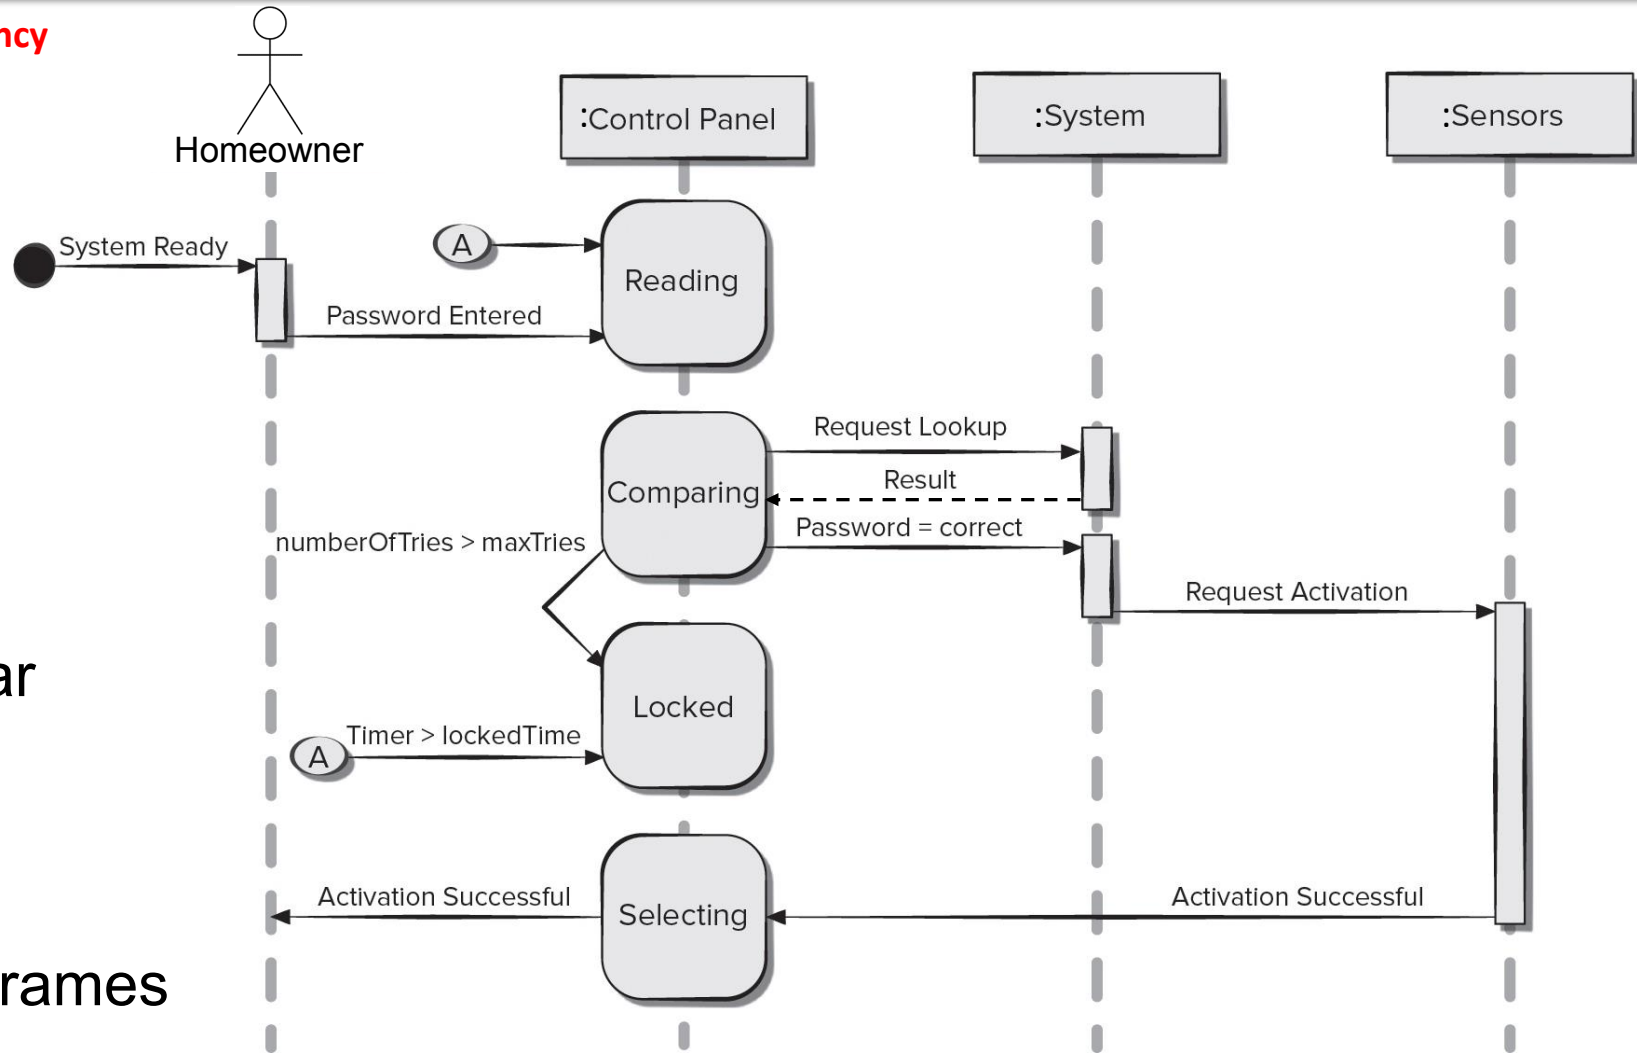 ncy
Homeowner
:Control Panel
:System
:Sensors
System Ready
A
Reading
Password Entered
Request Lookup
Result
Comparing
Password = correct
numberOfTries > maxTries
Request Activation
ar
Locked
Timer > lockedTime
A
Activation Successful
Selecting
Activation Successful
rames